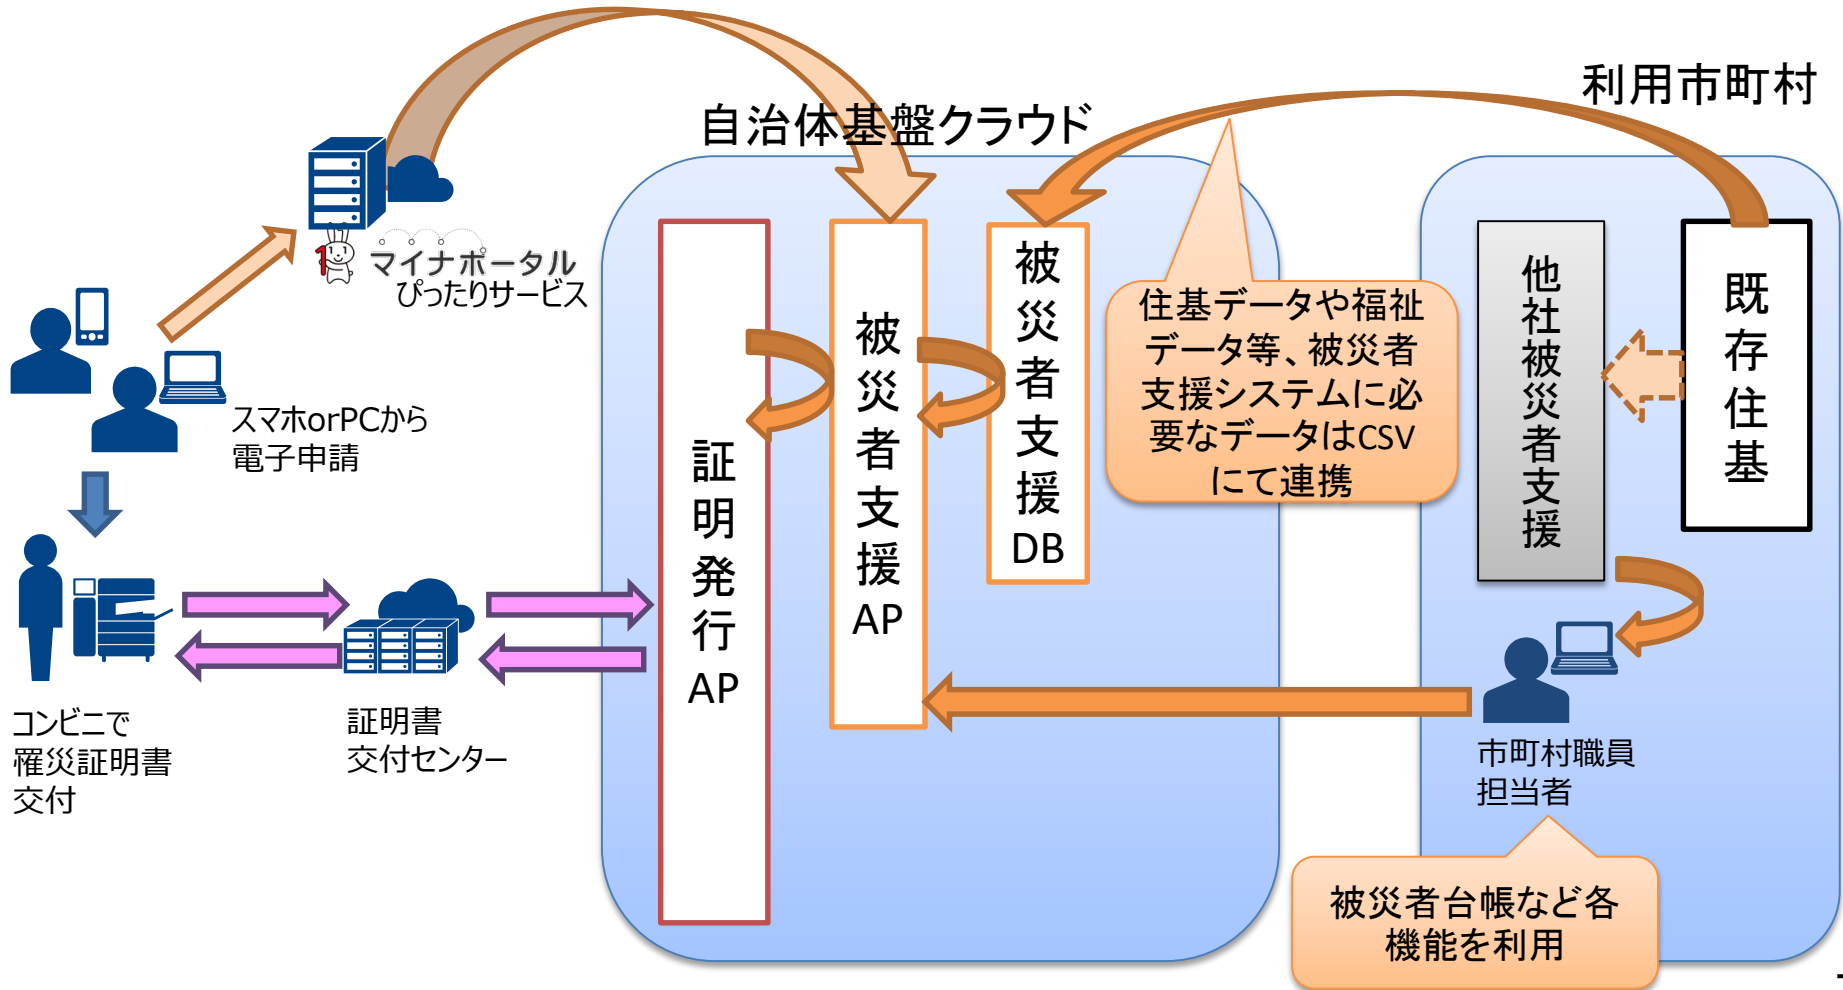 利用市町村
自治体基盤クラウド
マイナポータル
ぴったりサービス
スマホorPCから
電子申請
コンビニで
罹災証明書
交付
証明書
交付センター
証明発行AP
被災者支援AP
被災者支援DB
住基データや福祉
データ等、被災者
支援システムに必
要なデータはCSV
にて連携
他社被災者支援
既存住基
市町村職員
担当者
被災者台帳など各
機能を利用